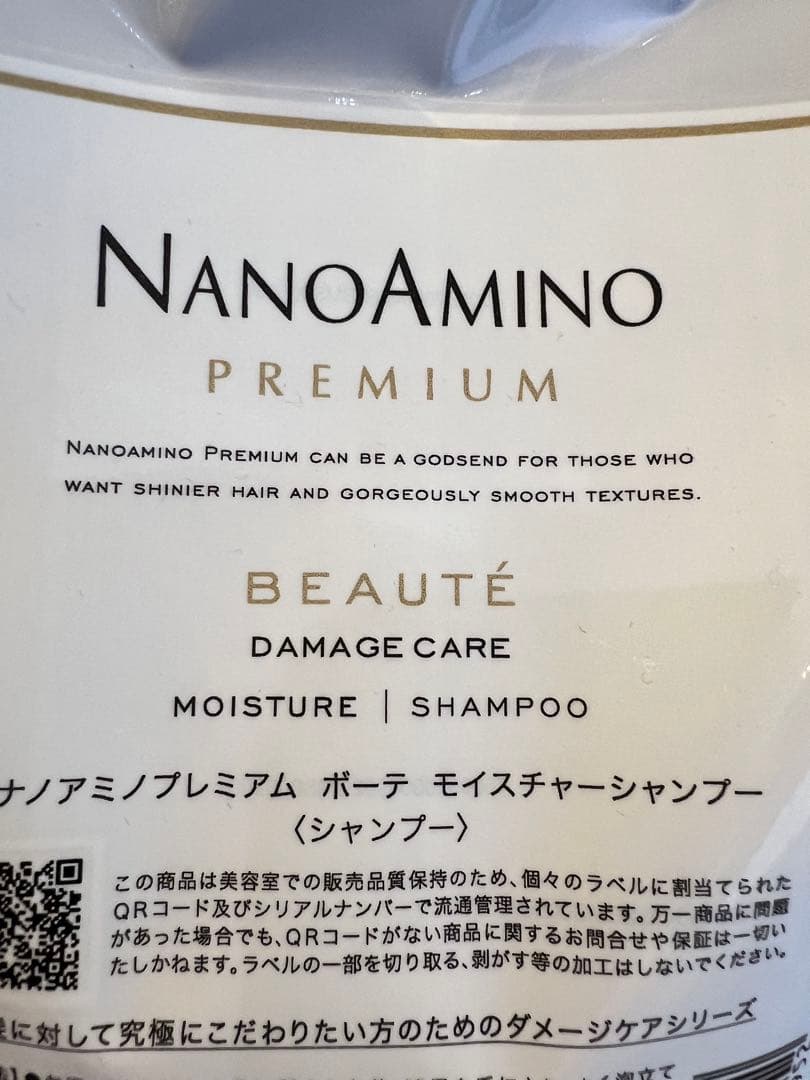 NANOAMINO
PREMIUM
NANOAMINO PREMIUM CAN BE A GODSEND FOR THOSE WHO
WANT SHINIER HAIR AND GORGEOUSLY SMOOTH TEXTURES.
BEAUTÉ
DAMAGE CARE
MOISTURE | SHAMPOO
ナノアミノプレミアム ボーテ モイスチャーシャンプー
〈シャンプー〉
この商品は美容室での販売品質保持のため、個々のラベルに割当てられた
QRコード及びシリアルナンバーで流通管理されています。万一商品に問題
があった場合でも、QRコードがない商品に関するお問合せや保証は一切い
たしかねます。ラベルの一部を切り取る、剥がす等の加工はしないでください。
に対して究極にこだわりたい方のためのダメージケアシリーズ
泡立て